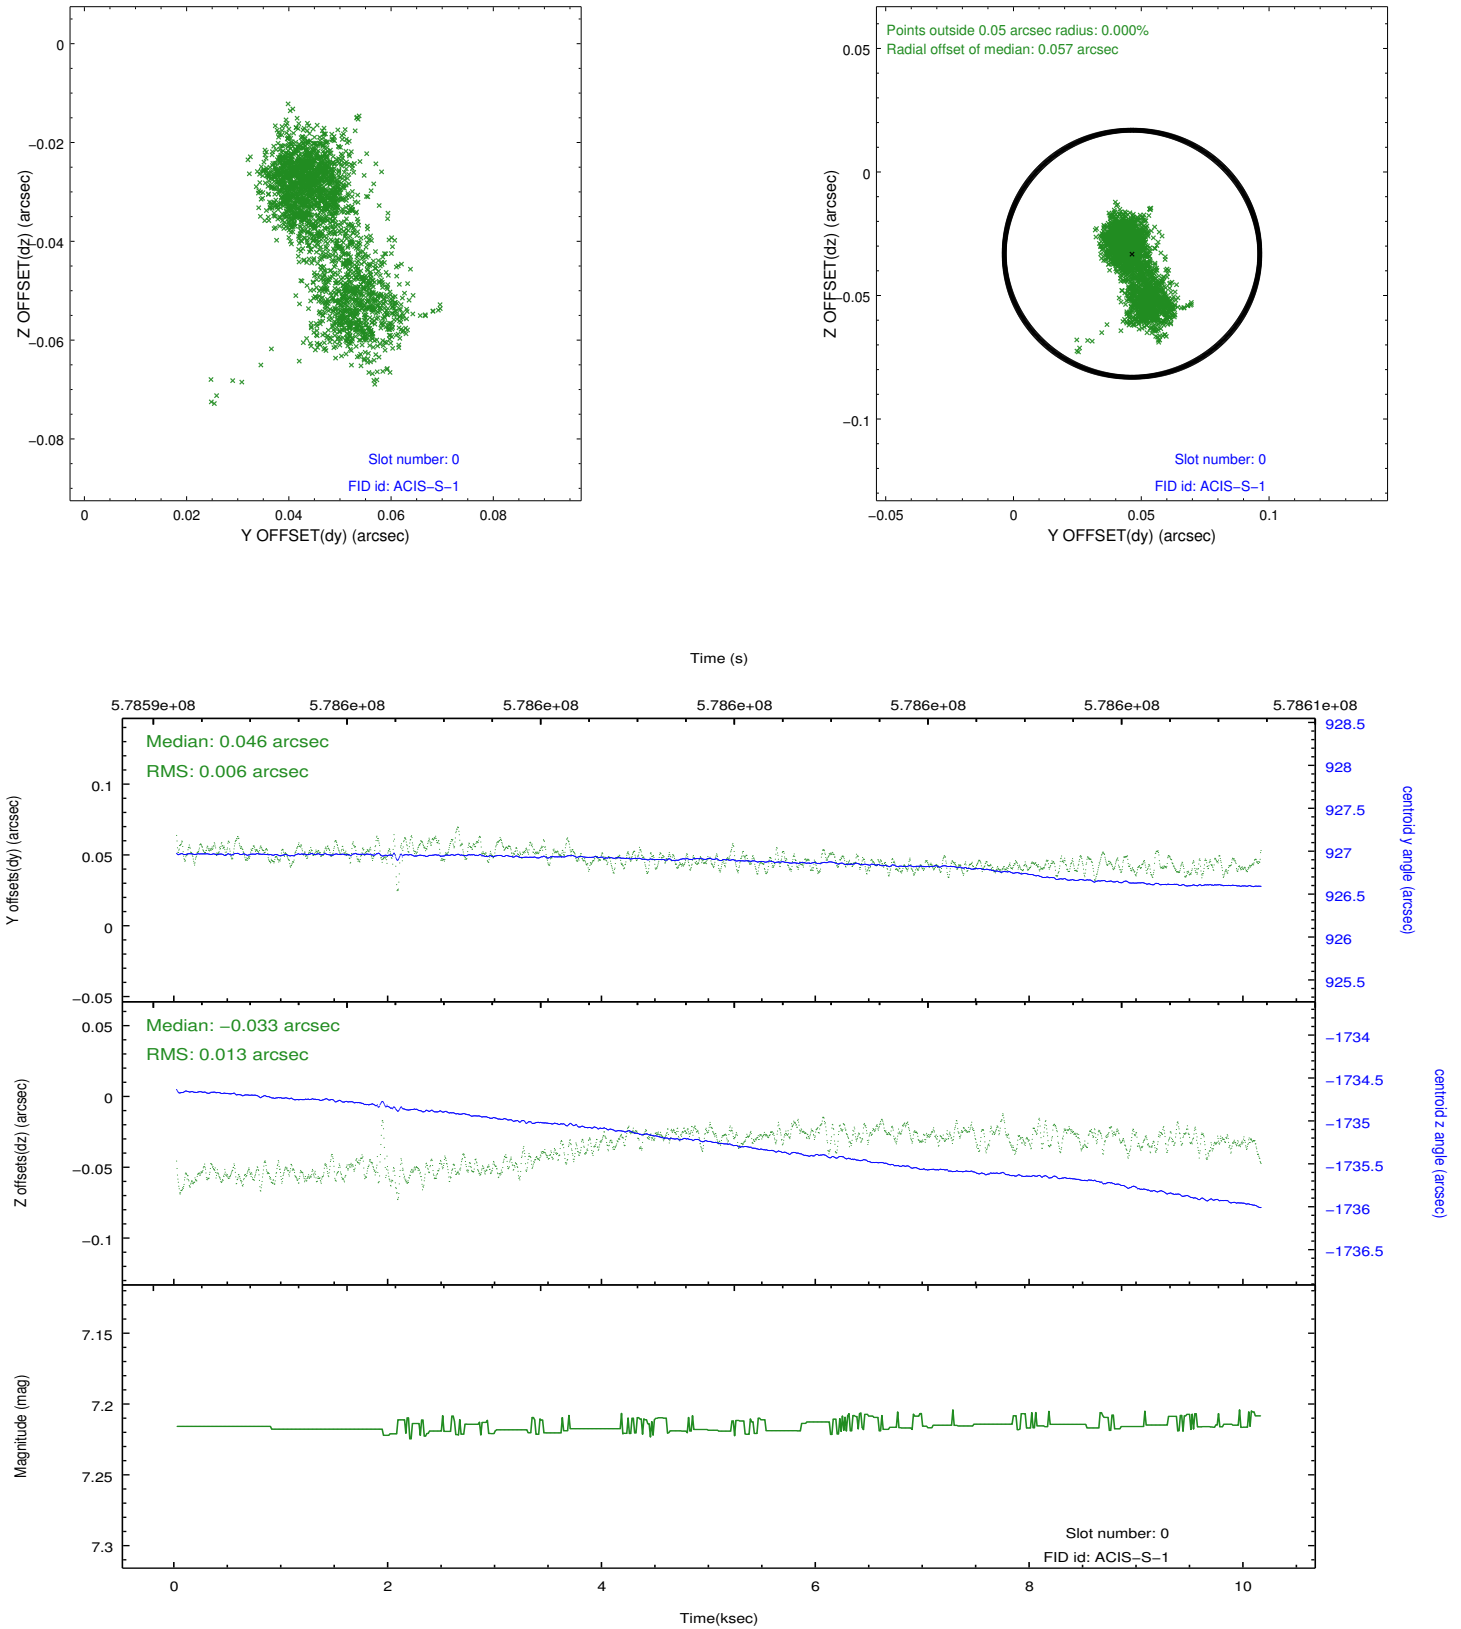 0
−0.02
−0.04
−0.06
−0.08
Z OFFSET(dz) (arcsec)
Slot number: 0
FID id: ACIS−S−1
0 0.02 0.04 0.06 0.08
Y OFFSET(dy) (arcsec)
Points outside 0.05 arcsec radius: 0.000%
Radial offset of median: 0.057 arcsec
0.05
0
−0.05
−0.1
Z OFFSET(dz) (arcsec)
Slot number: 0
FID id: ACIS−S−1
−0.05 0 0.05 0.1
Y OFFSET(dy) (arcsec)
Time (s)
5.7859e+08 5.786e+08 5.786e+08 5.786e+08 5.786e+08 5.786e+08 5.7861e+08
Median: 0.046 arcsec
RMS: 0.006 arcsec
0.1
0.05
0
−0.05
Y offsets(dy) (arcsec)
928.5
928
927.5
927
926.5
926
925.5
centroid y angle (arcsec)
Median: −0.033 arcsec
RMS: 0.013 arcsec
0.05
0
−0.05
−0.1
Z offsets(dz) (arcsec)
−1734
−1734.5
−1735
−1735.5
−1736
−1736.5
centroid z angle (arcsec)
7.15
7.2
7.25
7.3
Magnitude (mag)
Slot number: 0
FID id: ACIS−S−1
0 2 4 6 8 10
Time(ksec)